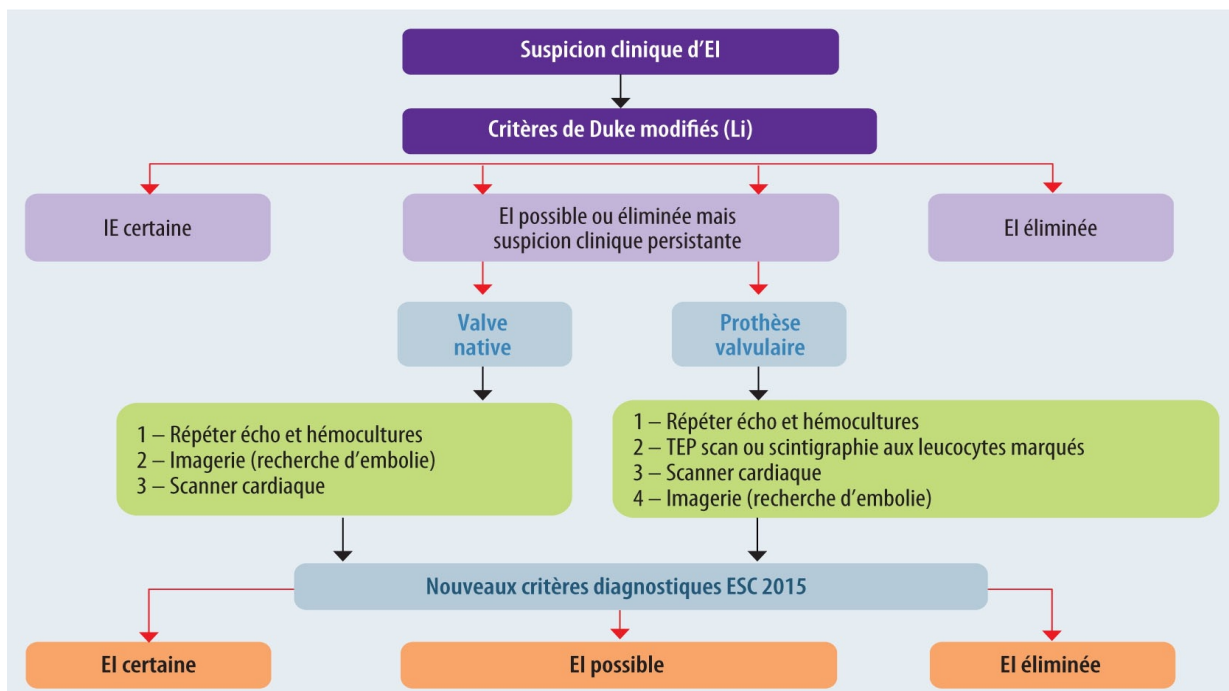 Suspicion clinique d’EI
Critères de Duke modifiés (Li)
IE certaine
EI possible ou éliminée mais
suspicion clinique persistante
EI éliminée
Valve
native
Prothèse
valvulaire
1 – Répéter écho et hémocultures
2 – Imagerie (recherche d’embolie)
3 – Scanner cardiaque
1 – Répéter écho et hémocultures
2 – TEP scan ou scintigraphie aux leucocytes marqués
3 – Scanner cardiaque
4 – Imagerie (recherche d’embolie)
Nouveaux critères diagnostiques ESC 2015
EI certaine
EI possible
EI éliminée